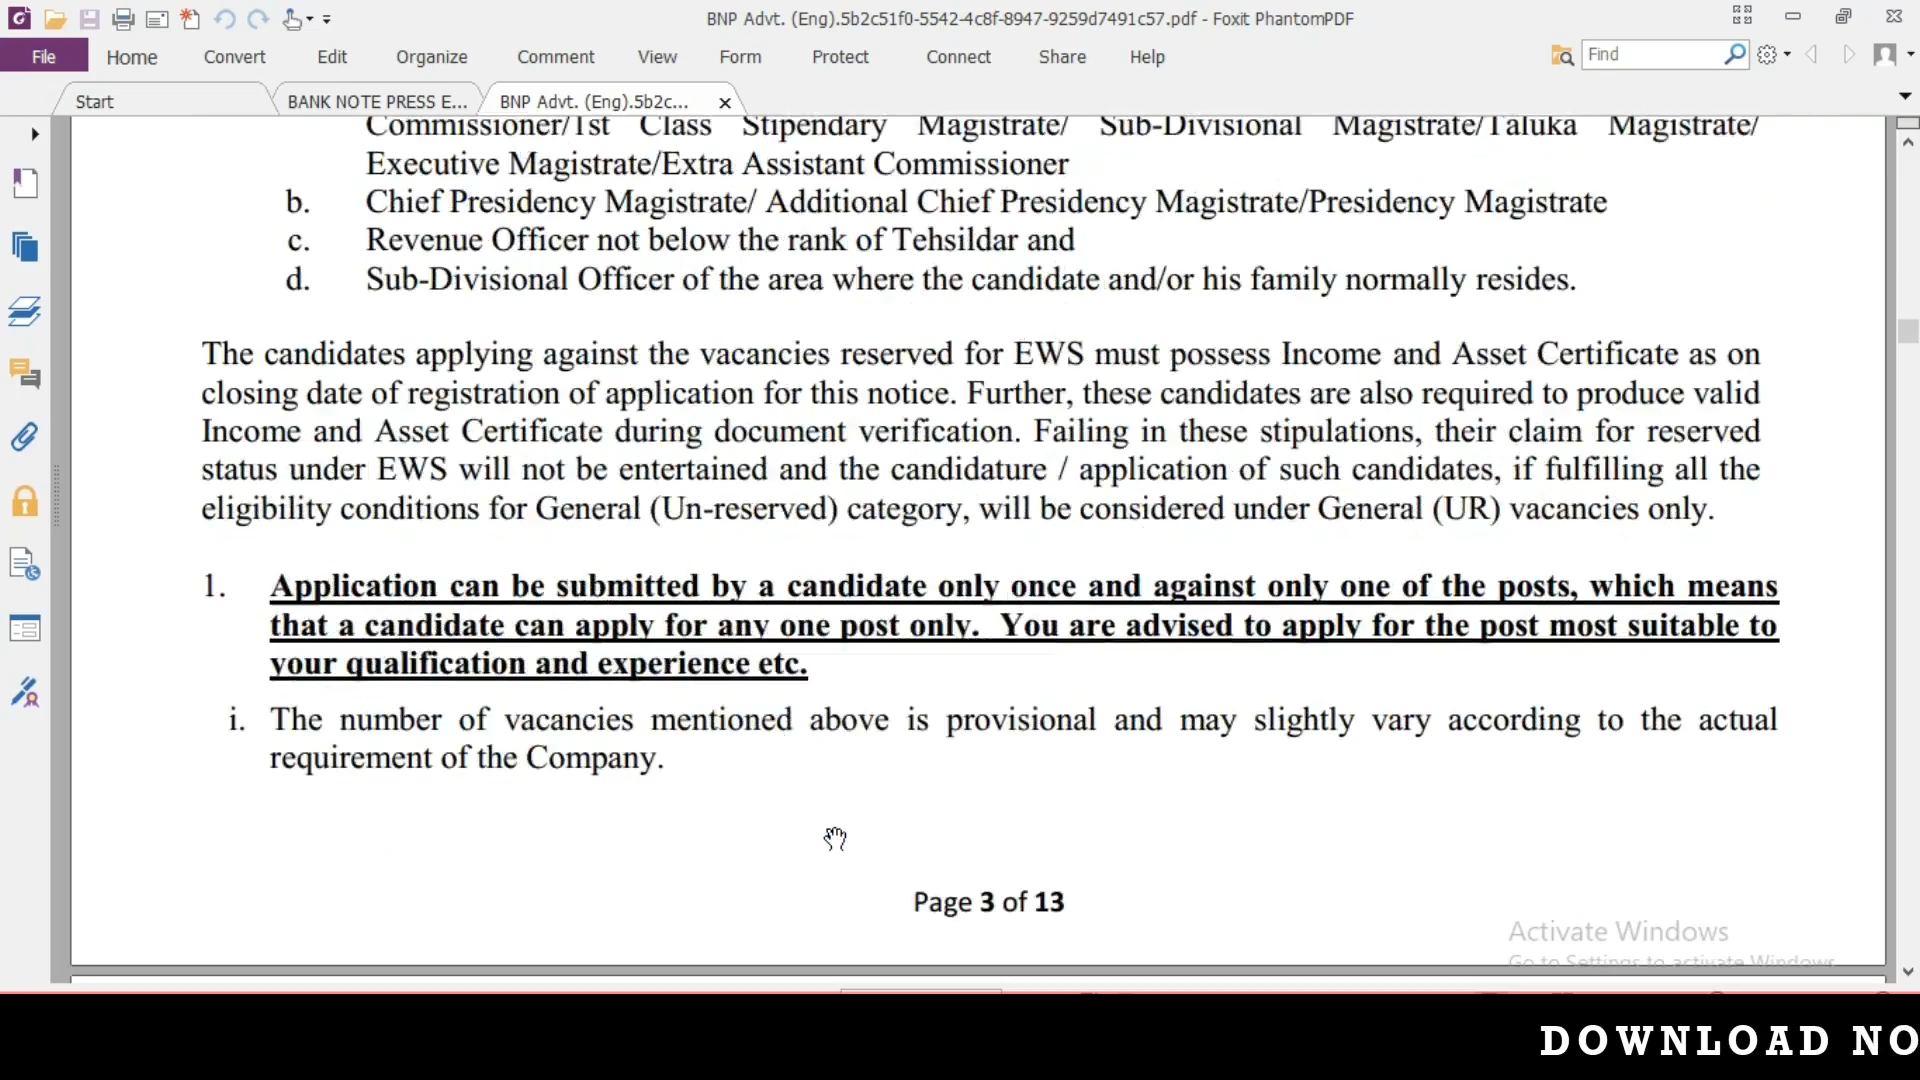 BNP Advt. (Eng).5b2c51f0-5542-4c8f-8947-9259d7491c57.pdf - Foxit PhantomPDF
File Home Convert Edit Organize Comment View Form Protect Connect Share Help Find
Start BANK NOTE PRESS E... BNP Advt. (Eng).5b2c...
Commissioner/1st Class Stipendary Magistrate/ Sub-Divisional Magistrate/Taluka Magistrate/
Executive Magistrate/Extra Assistant Commissioner
b. Chief Presidency Magistrate/ Additional Chief Presidency Magistrate/Presidency Magistrate
c. Revenue Officer not below the rank of Tehsildar and
d. Sub-Divisional Officer of the area where the candidate and/or his family normally resides.
The candidates applying against the vacancies reserved for EWS must possess Income and Asset Certificate as on
closing date of registration of application for this notice. Further, these candidates are also required to produce valid
Income and Asset Certificate during document verification. Failing in these stipulations, their claim for reserved
status under EWS will not be entertained and the candidature / application of such candidates, if fulfilling all the
eligibility conditions for General (Un-reserved) category, will be considered under General (UR) vacancies only.
1. Application can be submitted by a candidate only once and against only one of the posts, which means
that a candidate can apply for any one post only. You are advised to apply for the post most suitable to
your qualification and experience etc.
i. The number of vacancies mentioned above is provisional and may slightly vary according to the actual
requirement of the Company.
Page 3 of 13
Activate Windows
Go to Settings to activate Windows.
DOWNLOAD NO